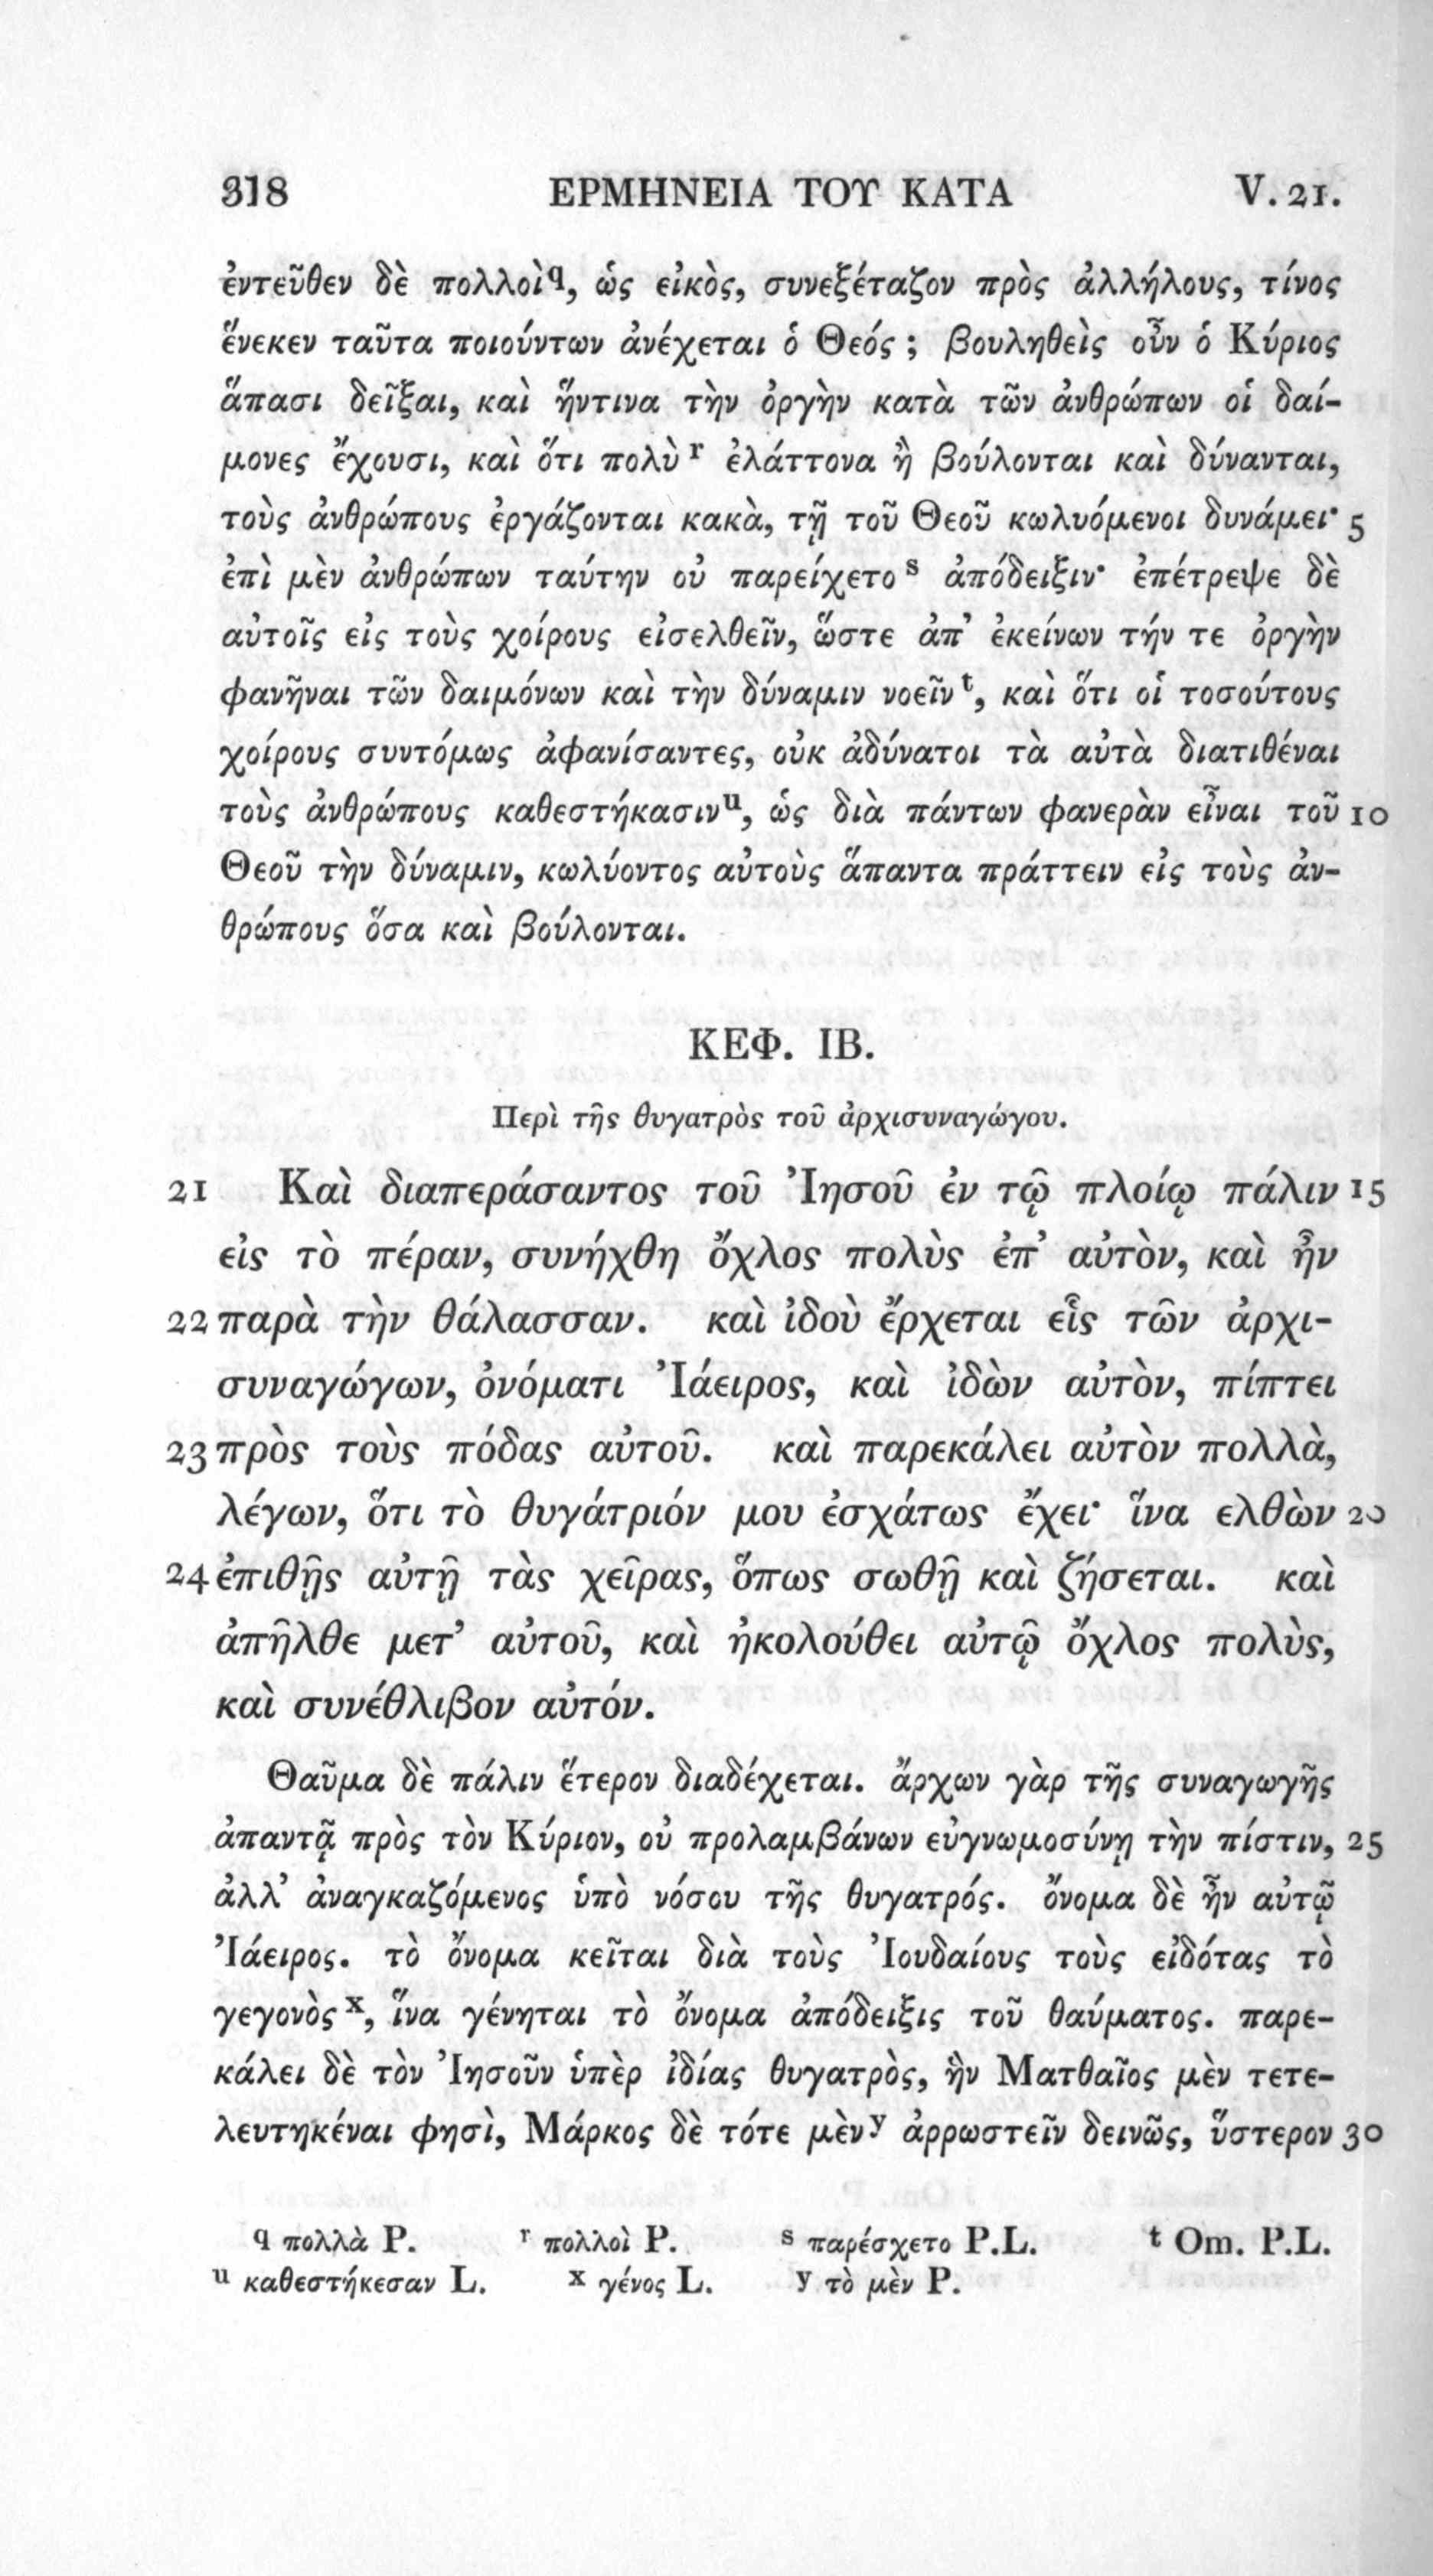 318 ΕΡΜΗΝΕΙΑ ΤΟΥ ΚΑΤΑ V. 21.
ἐντεῦθεν δὲ πολλοὶ q, ὡς εἰκὸς, συνεξέταζον πρὸς ἀλλήλους, τίνος
ἕνεκεν ταῦτα ποιούντων ἀνέχεται ὁ Θεός ; βουληθεὶς οὖν ὁ Κύριος
ἅπασι δεῖξαι, καὶ ἥντινα τὴν ὀργὴν κατὰ τῶν ἀνθρώπων οἱ δαί-
μονες ἔχουσι, καὶ ὅτι πολὺ r ἐλάττονα ἢ βούλονται καὶ δύνανται,
τοὺς ἀνθρώπους ἐργάζονται κακὰ, τῇ τοῦ Θεοῦ κωλυόμενοι δυνάμει· 5
ἐπὶ μὲν ἀνθρώπων ταύτην οὐ παρείχετο s ἀπόδειξιν· ἐπέτρεψε δὲ
αὐτοῖς εἰς τοὺς χοίρους εἰσελθεῖν, ὥστε ἀπ’ ἐκείνων τήν τε ὀργὴν
φανῆναι τῶν δαιμόνων καὶ τὴν δύναμιν νοεῖν t, καὶ ὅτι οἱ τοσούτους
χοίρους συντόμως ἀφανίσαντες, οὐκ ἀδύνατοι τὰ αὐτὰ διατιθέναι
τοὺς ἀνθρώπους καθεστήκασιν u, ὡς διὰ πάντων φανερὰν εἶναι τοῦ 10
Θεοῦ τὴν δύναμιν, κωλύοντος αὐτοὺς ἅπαντα πράττειν εἰς τοὺς ἀν-
θρώπους ὅσα καὶ βούλονται.
ΚΕΦ. ΙΒ.
Περὶ τῆς θυγατρὸς τοῦ ἀρχισυναγώγου.
21 Καὶ διαπεράσαντος τοῦ Ἰησοῦ ἐν τῷ πλοίῳ πάλιν 15
εἰς τὸ πέραν, συνήχθη ὄχλος πολὺς ἐπ’ αὐτὸν, καὶ ἦν
22 παρὰ τὴν θάλασσαν. καὶ ἰδοὺ ἔρχεται εἷς τῶν ἀρχι-
συναγώγων, ὀνόματι Ἰάειρος, καὶ ἰδὼν αὐτὸν, πίπτει
23 πρὸς τοὺς πόδας αὐτοῦ. καὶ παρεκάλει αὐτὸν πολλὰ,
λέγων, ὅτι τὸ θυγάτριόν μου ἐσχάτως ἔχει· ἵνα ελθὼν 20
24 ἐπιθῇς αὐτῇ τὰς χεῖρας, ὅπως σωθῇ καὶ ζήσεται. καὶ
ἀπῆλθε μετ’ αὐτοῦ, καὶ ἠκολούθει αὐτῷ ὄχλος πολὺς,
καὶ συνέθλιβον αὐτόν.
Θαῦμα δὲ πάλιν ἕτερον διαδέχεται. ἄρχων γὰρ τῆς συναγωγῆς
ἀπαντᾷ πρὸς τὸν Κύριον, οὐ προλαμβάνων εὐγνωμοσύνῃ τὴν πίστιν, 25
ἀλλ’ ἀναγκαζόμενος ὑπὸ νόσου τῆς θυγατρός. ὄνομα δὲ ἦν αὐτῷ
Ἰάειρος. τὸ ὄνομα κεῖται διὰ τοὺς Ἰουδαίους τοὺς εἰδότας τὸ
γεγονὸς x, ἵνα γένηται τὸ ὄνομα ἀπόδειξις τοῦ θαύματος. παρε-
κάλει δὲ τὸν Ἰησοῦν ὑπὲρ ἰδίας θυγατρὸς, ἣν Ματθαῖος μὲν τετε-
λευτηκέναι φησὶ, Μάρκος δὲ τότε μὲν y ἀρρωστεῖν δεινῶς, ὕστερον 30
q πολλὰ P. r πολλοὶ P. s παρέσχετο P.L. t Om. P.L.
u καθεστήκεσαν L. x γένος L. y τὸ μὲν P.